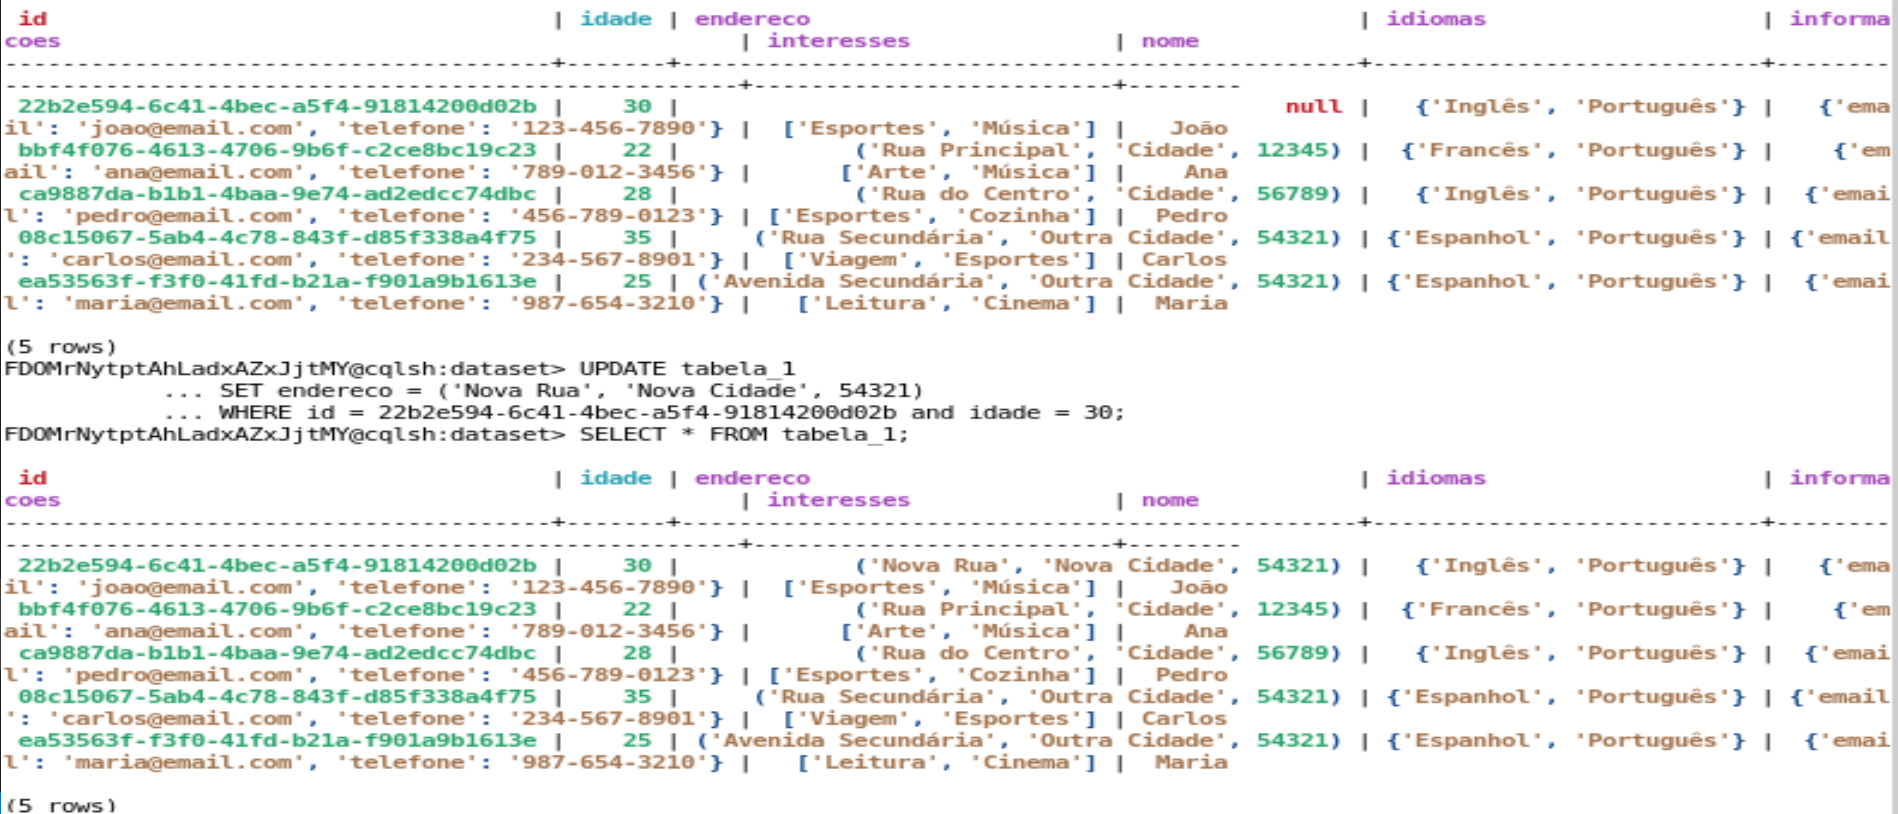 id | idade | endereco | idiomas | informa
coes | interesses | nome
--------------------------------------+-------+-----------------------------------------------+---------------------------+--------
---------------------------------------------------+-------------------------+--------
22b2e594-6c41-4bec-a5f4-91814200d02b | 30 | null | {'Inglês', 'Português'} | {'ema
il': 'joao@email.com', 'telefone': '123-456-7890'} | ['Esportes', 'Música'] | João
bbf4f076-4613-4706-9b6f-c2ce8bc19c23 | 22 | ('Rua Principal', 'Cidade', 12345) | {'Francês', 'Português'} | {'em
ail': 'ana@email.com', 'telefone': '789-012-3456'} | ['Arte', 'Música'] | Ana
ca9887da-b1b1-4baa-9e74-ad2edcc74dbc | 28 | ('Rua do Centro', 'Cidade', 56789) | {'Inglês', 'Português'} | {'emai
l': 'pedro@email.com', 'telefone': '456-789-0123'} | ['Esportes', 'Cozinha'] | Pedro
08c15067-5ab4-4c78-843f-d85f338a4f75 | 35 | ('Rua Secundária', 'Outra Cidade', 54321) | {'Espanhol', 'Português'} | {'email
': 'carlos@email.com', 'telefone': '234-567-8901'} | ['Viagem', 'Esportes'] | Carlos
ea53563f-f3f0-41fd-b21a-f901a9b1613e | 25 | ('Avenida Secundária', 'Outra Cidade', 54321) | {'Espanhol', 'Português'} | {'emai
l': 'maria@email.com', 'telefone': '987-654-3210'} | ['Leitura', 'Cinema'] | Maria
(5 rows)
FDOMrNytptAhLadxAZxJjtMY@cqlsh:dataset> UPDATE tabela_1
... SET endereco = ('Nova Rua', 'Nova Cidade', 54321)
... WHERE id = 22b2e594-6c41-4bec-a5f4-91814200d02b and idade = 30;
FDOMrNytptAhLadxAZxJjtMY@cqlsh:dataset> SELECT * FROM tabela_1;
id | idade | endereco | idiomas | informa
coes | interesses | nome
--------------------------------------+-------+-----------------------------------------------+---------------------------+--------
---------------------------------------------------+-------------------------+--------
22b2e594-6c41-4bec-a5f4-91814200d02b | 30 | ('Nova Rua', 'Nova Cidade', 54321) | {'Inglês', 'Português'} | {'ema
il': 'joao@email.com', 'telefone': '123-456-7890'} | ['Esportes', 'Música'] | João
bbf4f076-4613-4706-9b6f-c2ce8bc19c23 | 22 | ('Rua Principal', 'Cidade', 12345) | {'Francês', 'Português'} | {'em
ail': 'ana@email.com', 'telefone': '789-012-3456'} | ['Arte', 'Música'] | Ana
ca9887da-b1b1-4baa-9e74-ad2edcc74dbc | 28 | ('Rua do Centro', 'Cidade', 56789) | {'Inglês', 'Português'} | {'emai
l': 'pedro@email.com', 'telefone': '456-789-0123'} | ['Esportes', 'Cozinha'] | Pedro
08c15067-5ab4-4c78-843f-d85f338a4f75 | 35 | ('Rua Secundária', 'Outra Cidade', 54321) | {'Espanhol', 'Português'} | {'email
': 'carlos@email.com', 'telefone': '234-567-8901'} | ['Viagem', 'Esportes'] | Carlos
ea53563f-f3f0-41fd-b21a-f901a9b1613e | 25 | ('Avenida Secundária', 'Outra Cidade', 54321) | {'Espanhol', 'Português'} | {'emai
l': 'maria@email.com', 'telefone': '987-654-3210'} | ['Leitura', 'Cinema'] | Maria
(5 rows)